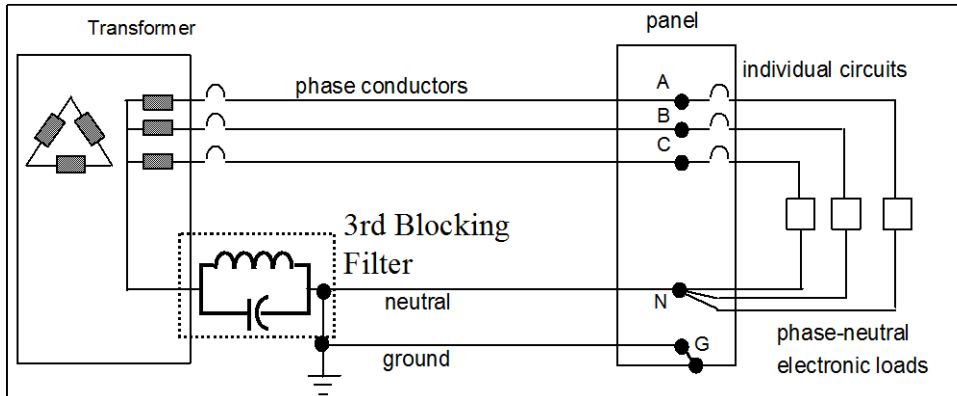 Transformer
panel
phase conductors
A
individual circuits
B
C
3rd Blocking
Filter
neutral
N
ground
G
phase-neutral
electronic loads